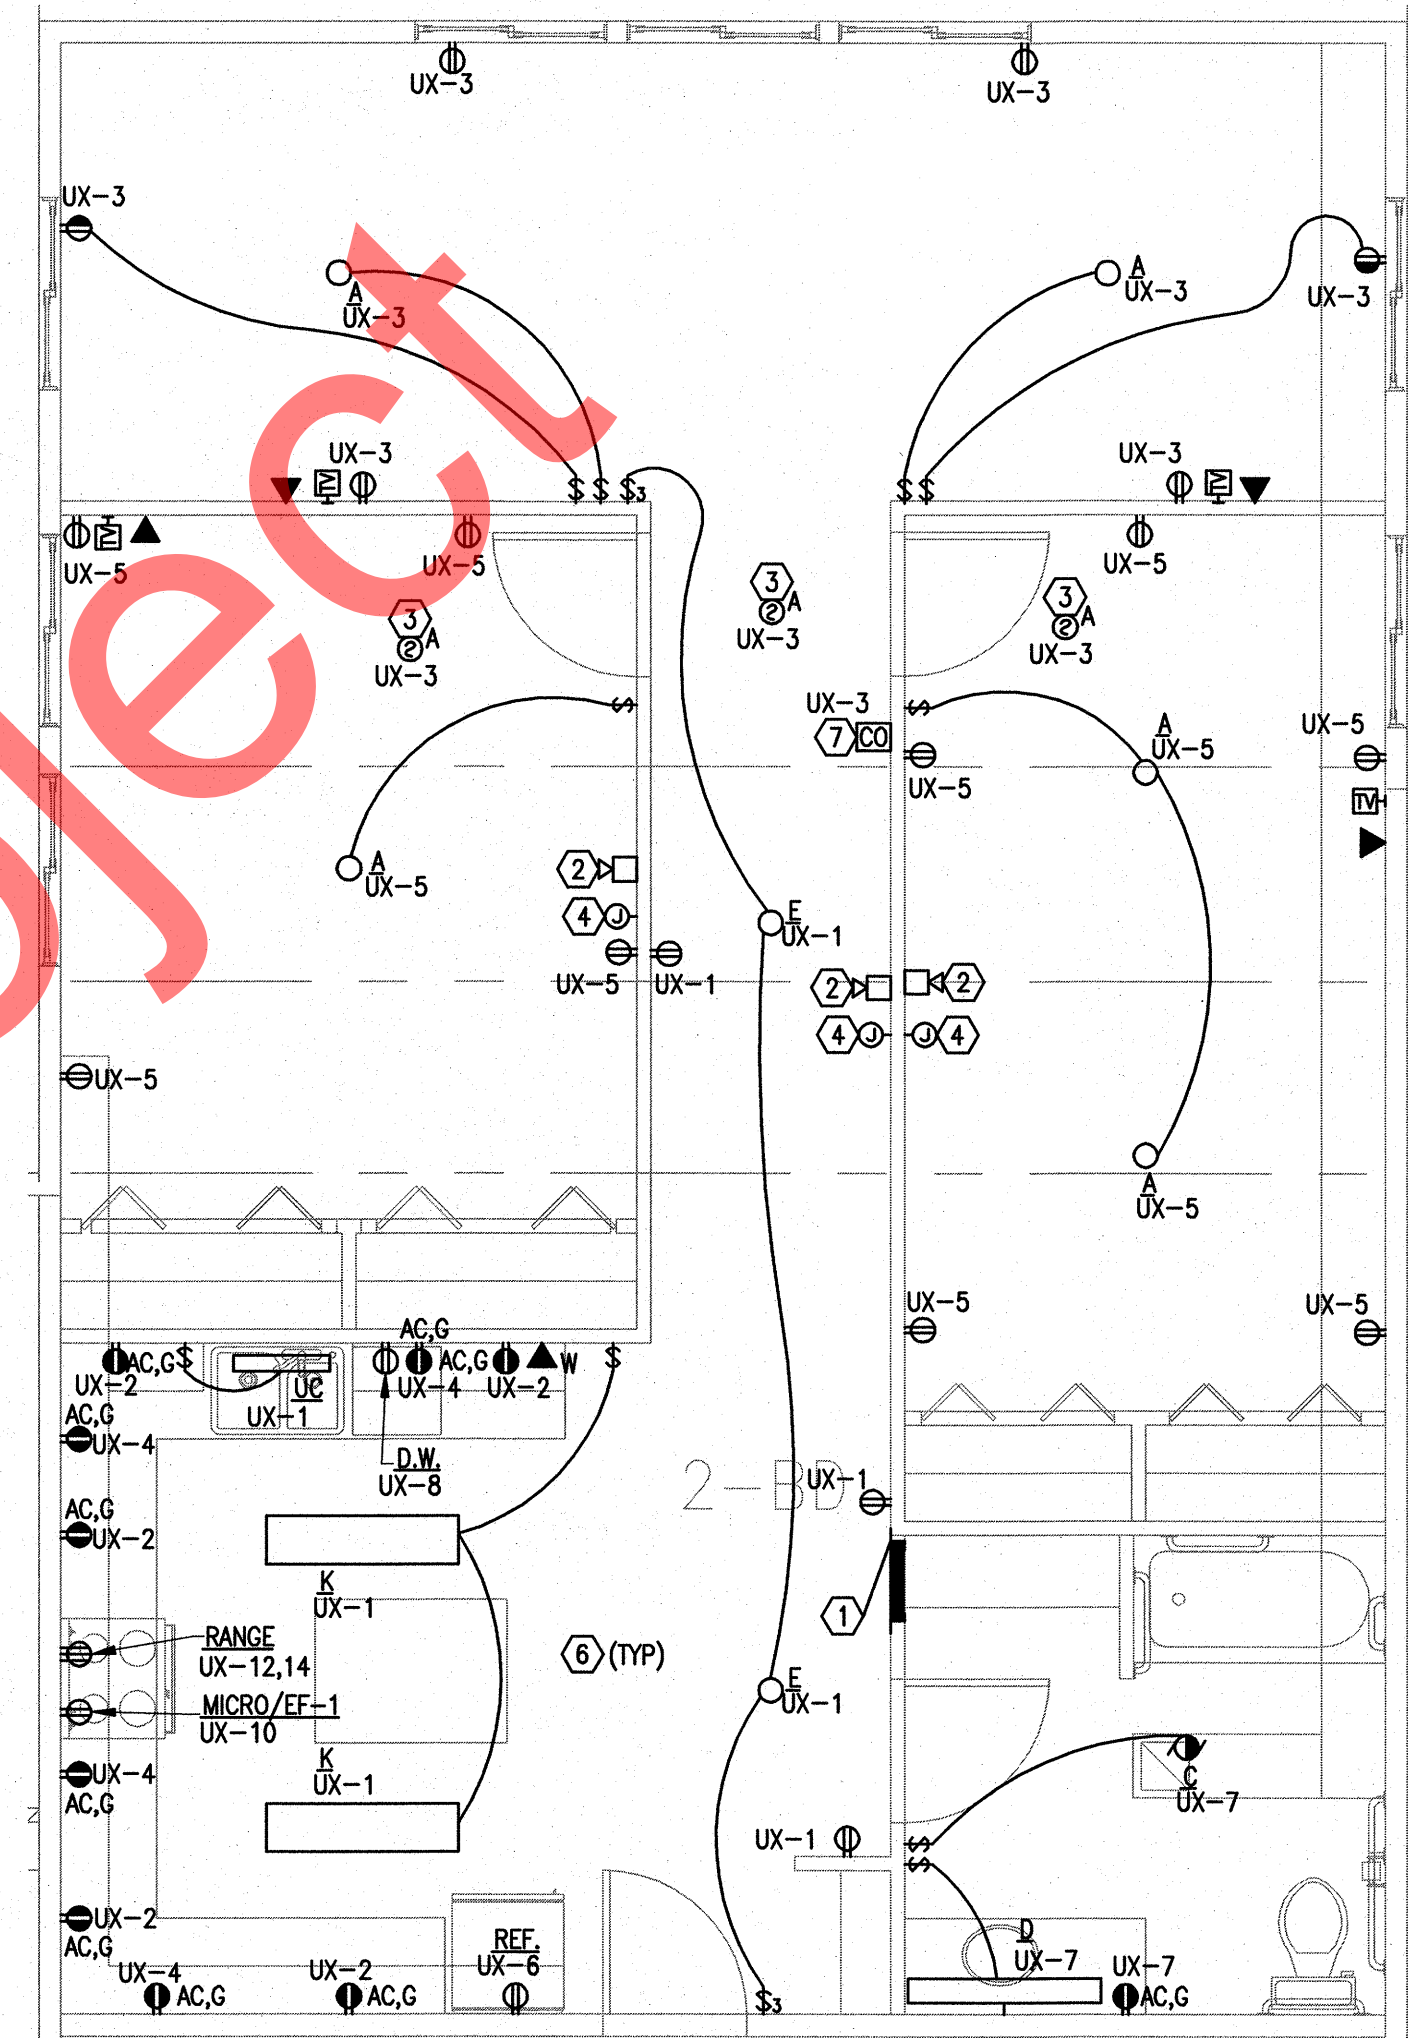 UX-3
UX-3
UX-3
A
UX-3
A
UX-3
UX-3
ject
UX-3
TV
$ $ $3
$ $
UX-3
TV
TV
UX-5
UX-5
UX-5
3
A
UX-3
3
A
UX-3
3
A
UX-3
$
UX-3
7 CO
$
UX-5
A
UX-5
UX-5
TV
A
UX-5
2
4 J
UX-5
UX-1
E
UX-1
2
2
4 J
J 4
UX-5
A
UX-5
UX-5
UX-5
AC,G
UX-2
$
UC
UX-1
AC,G
UX-4
AC,G
UX-2
W
$
AC,G
UX-4
D.W.
UX-8
2-BD
UX-1
AC,G
UX-2
K
UX-1
1
RANGE
UX-12,14
6 (TYP)
MICRO/EF-1
UX-10
E
UX-1
K
UX-1
UX-4
AC,G
C
UX-7
UX-1
$
$
UX-2
AC,G
UX-4
AC,G
UX-2
AC,G
REF.
UX-6
$3
D
UX-7
UX-7
AC,G